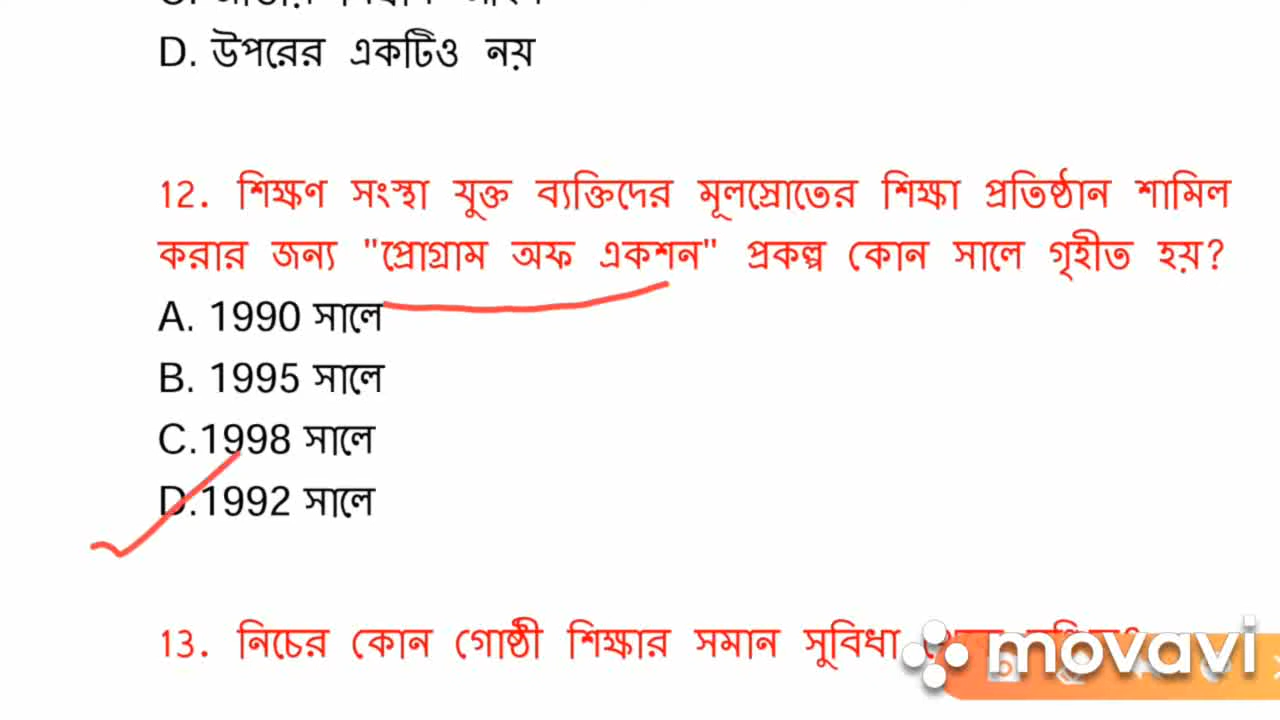 D. উপরের একটিও নয়
12. শিক্ষণ সংস্থা যুক্ত ব্যক্তিদের মূলস্রোতের শিক্ষা প্রতিষ্ঠান শামিল
করার জন্য "প্রোগ্রাম অফ একশন" প্রকল্প কোন সালে গৃহীত হয়?
A. 1990 সালে
B. 1995 সালে
C.1998 সালে
D.1992 সালে
13. নিচের কোন গোষ্ঠী শিক্ষার সমান সুবিধা
movavi